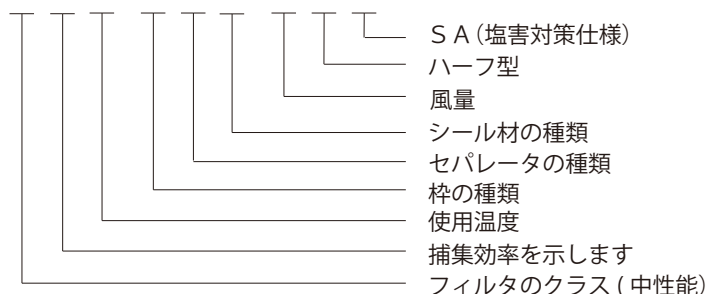 ＳＡ（塩害対策仕様）
ハーフ型
風量
シール材の種類
セパレータの種類
枠の種類
使用温度
捕集効率を示します
フィルタのクラス ( 中性能）